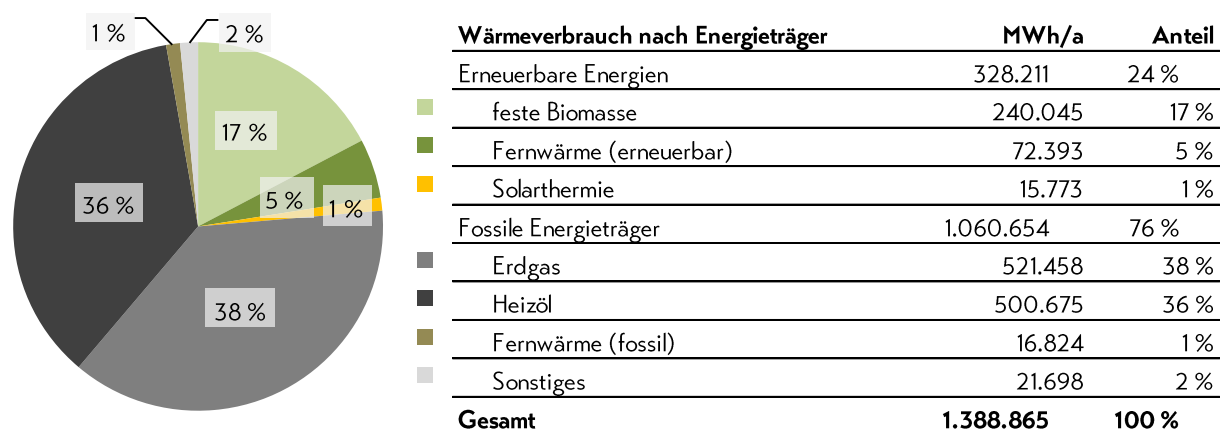 1 %
2 %
17 %
5 %
1 %
36 %
38 %
Wärmeverbrauch nach Energieträger MWh/a Anteil
Erneuerbare Energien 328.211 24 %
feste Biomasse 240.045 17 %
Fernwärme (erneuerbar) 72.393 5 %
Solarthermie 15.773 1 %
Fossile Energieträger 1.060.654 76 %
Erdgas 521.458 38 %
Heizöl 500.675 36 %
Fernwärme (fossil) 16.824 1 %
Sonstiges 21.698 2 %
Gesamt 1.388.865 100 %